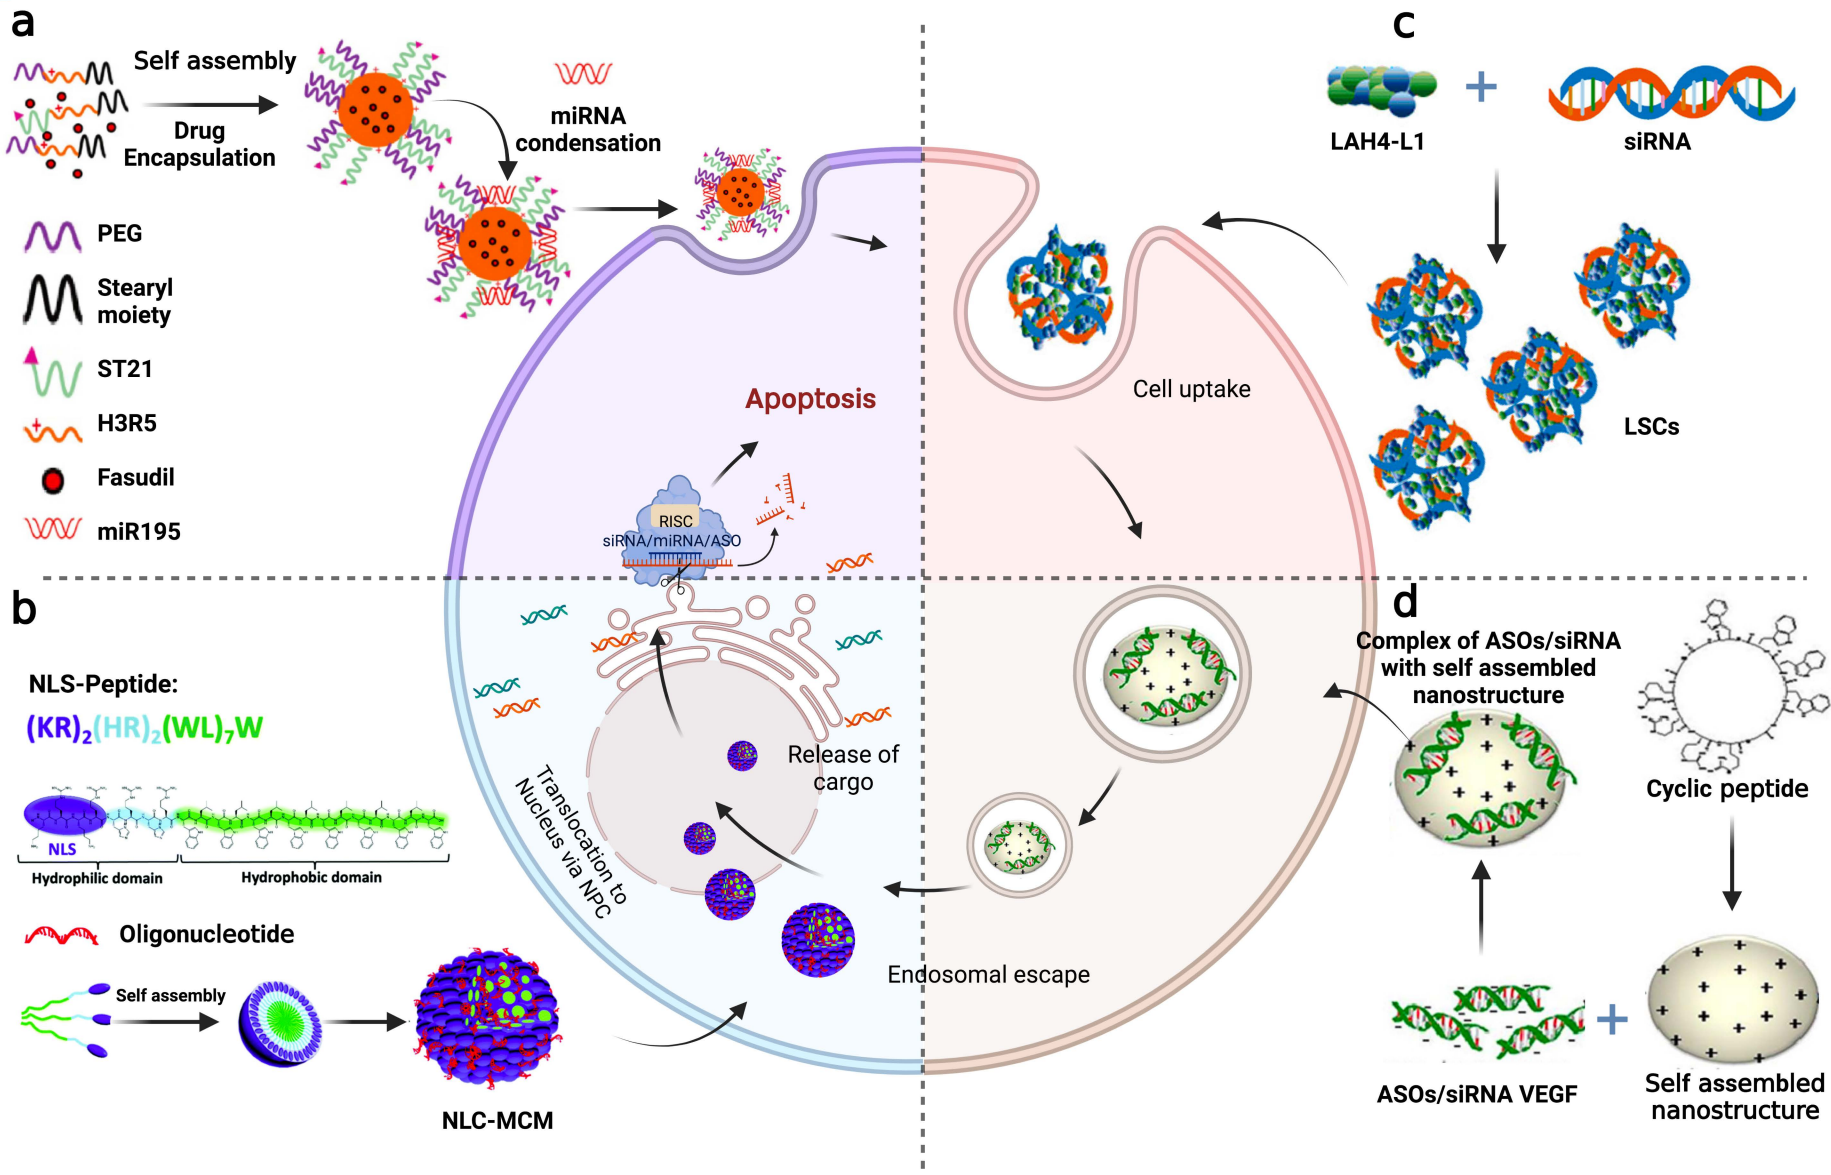 a
Self assembly
Drug
Encapsulation
miRNA
condensation
PEG
Stearyl
moiety
ST21
H3R5
Fasudil
miR195
Apoptosis
RISC
siRNA/miRNA/ASO
c
LAH4-L1
+
siRNA
LSCs
Cell uptake
b
NLS-Peptide:
(KR)2(HR)2(WL)7W
NLS
Hydrophilic domain
Hydrophobic domain
Oligonucleotide
Self assembly
NLC-MCM
Translocation to
Nucleus via NPC
Release of
cargo
Endosomal escape
d
Complex of ASOs/siRNA
with self assembled
nanostructure
Cyclic peptide
ASOs/siRNA VEGF
+
Self assembled
nanostructure